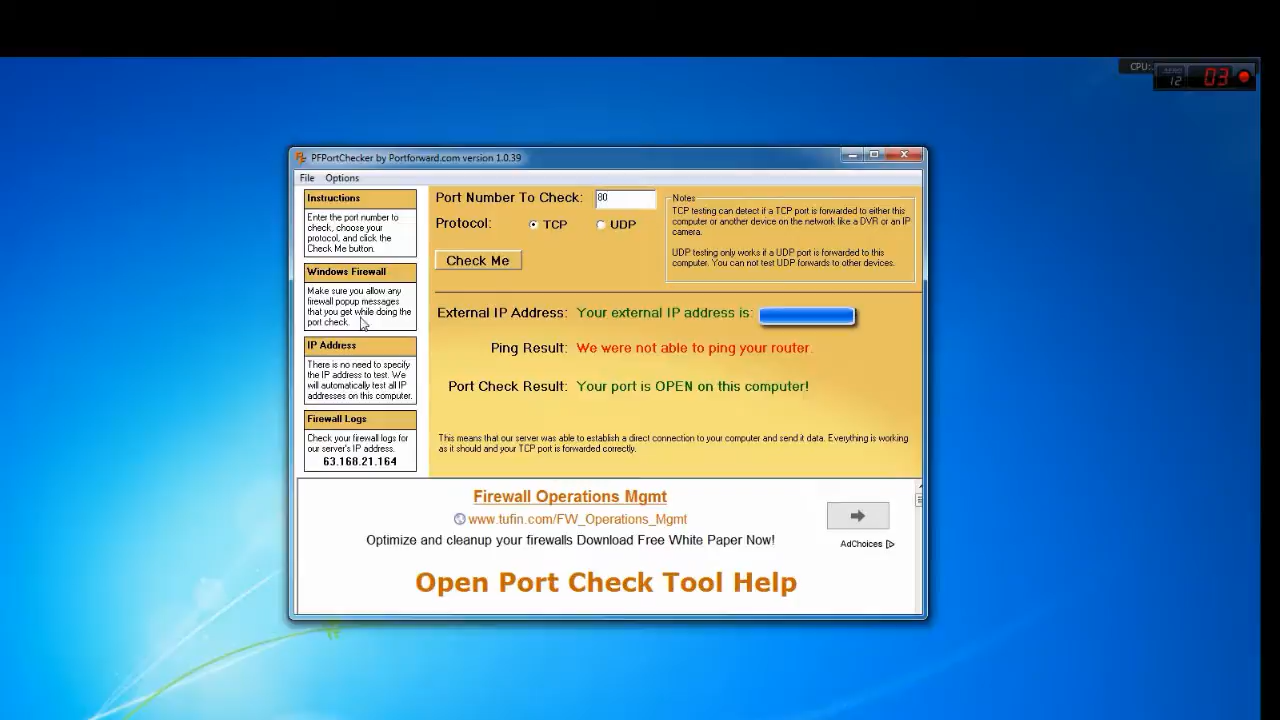 CPU:
12
03
PFPortChecker by Portforward.com version 1.0.39
File Options
Instructions
Enter the port number to
check, choose your
protocol, and click the
Check Me button.
Windows Firewall
Make sure you allow any
firewall popup messages
that you get while doing the
port check.
IP Address
There is no need to specify
the IP address to test. We
will automatically test all IP
addresses on this computer.
Firewall Logs
Check your firewall logs for
our server's IP address.
63.168.21.164
Port Number To Check: 80
Protocol: TCP UDP
Check Me
Notes
TCP testing can detect if a TCP port is forwarded to either this
computer or another device on the network like a DVR or an IP
camera.
UDP testing only works if a UDP port is forwarded to this
computer. You can not test UDP forwards to other devices.
External IP Address: Your external IP address is:
Ping Result: We were not able to ping your router.
Port Check Result: Your port is OPEN on this computer!
This means that our server was able to establish a direct connection to your computer and send it data. Everything is working
as it should and your TCP port is forwarded correctly.
Firewall Operations Mgmt
www.tufin.com/FW_Operations_Mgmt
Optimize and cleanup your firewalls Download Free White Paper Now!
AdChoices
Open Port Check Tool Help